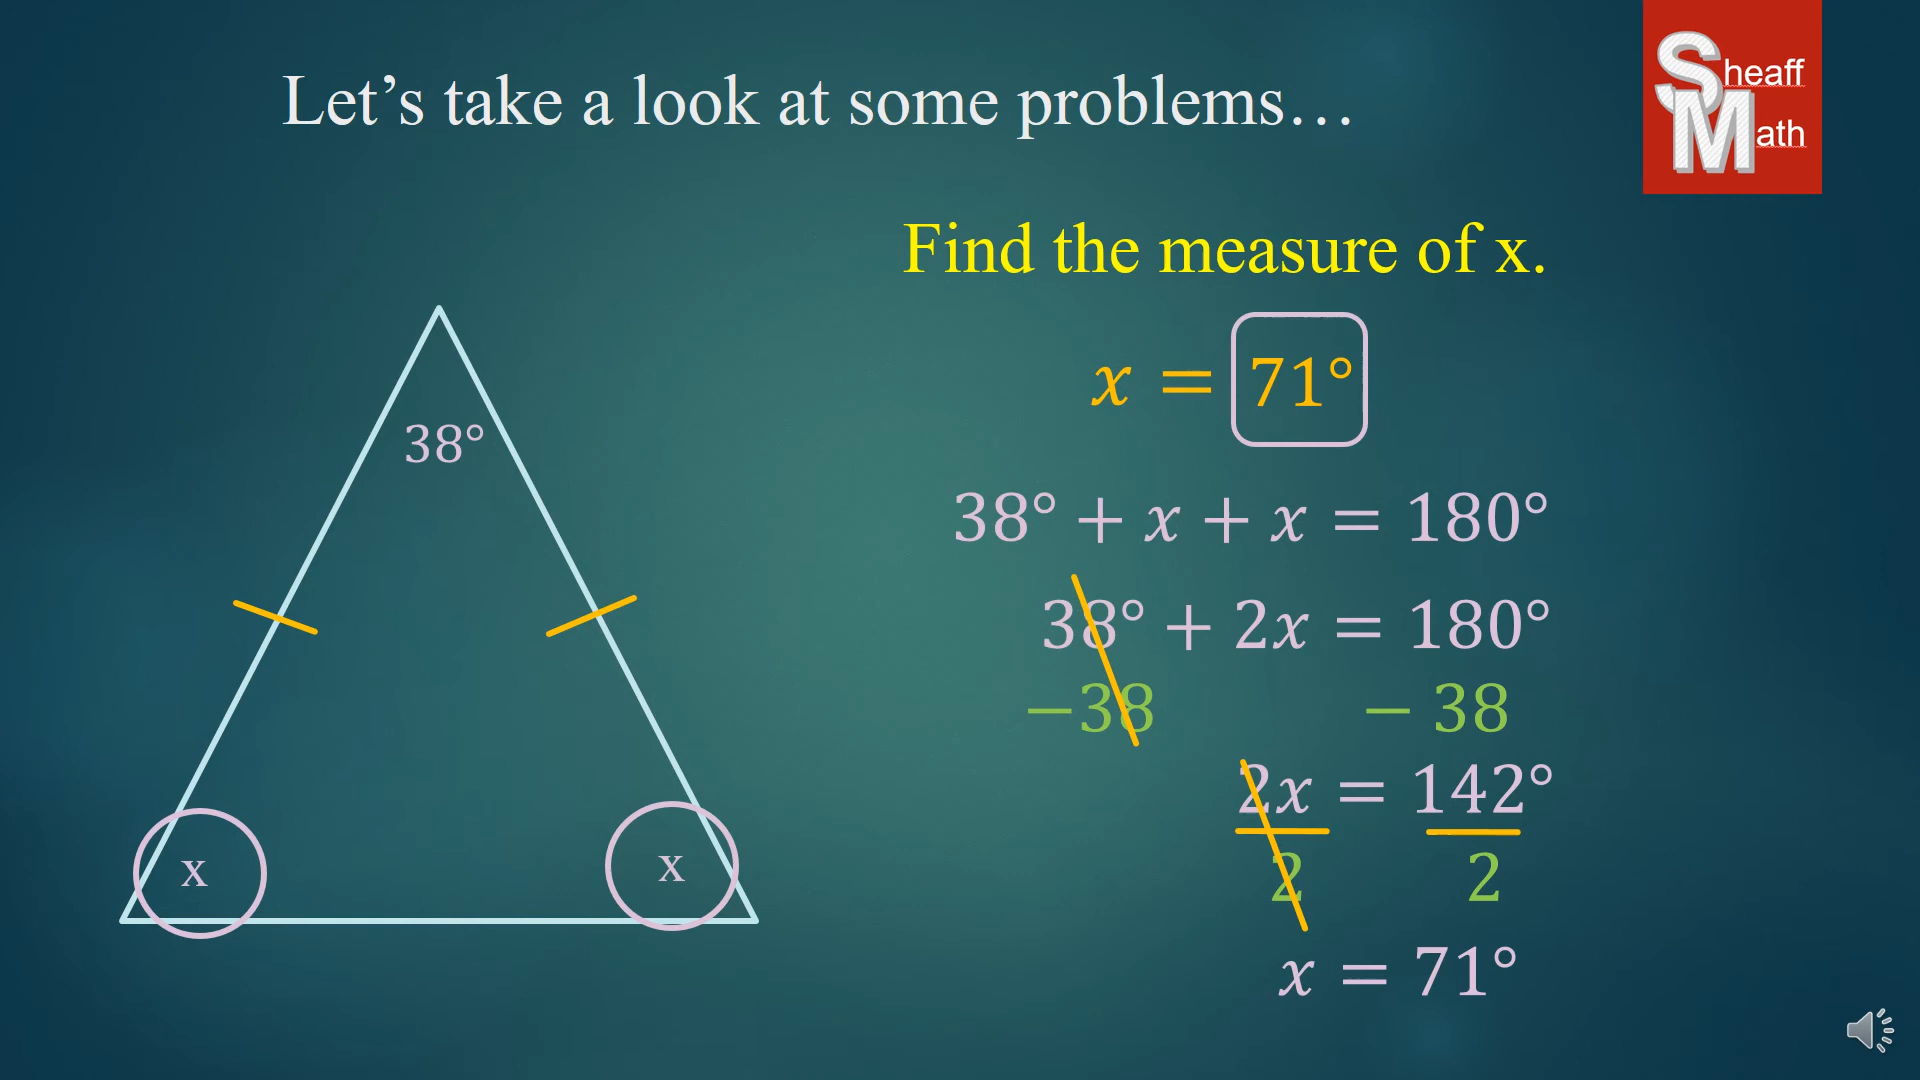 Let’s take a look at some problems…
Sheaff
Math
Find the measure of x.
x = 71°
38°
38° + x + x = 180°
38° + 2x = 180°
−38 − 38
2x = 142°
2 2
x x
x = 71°